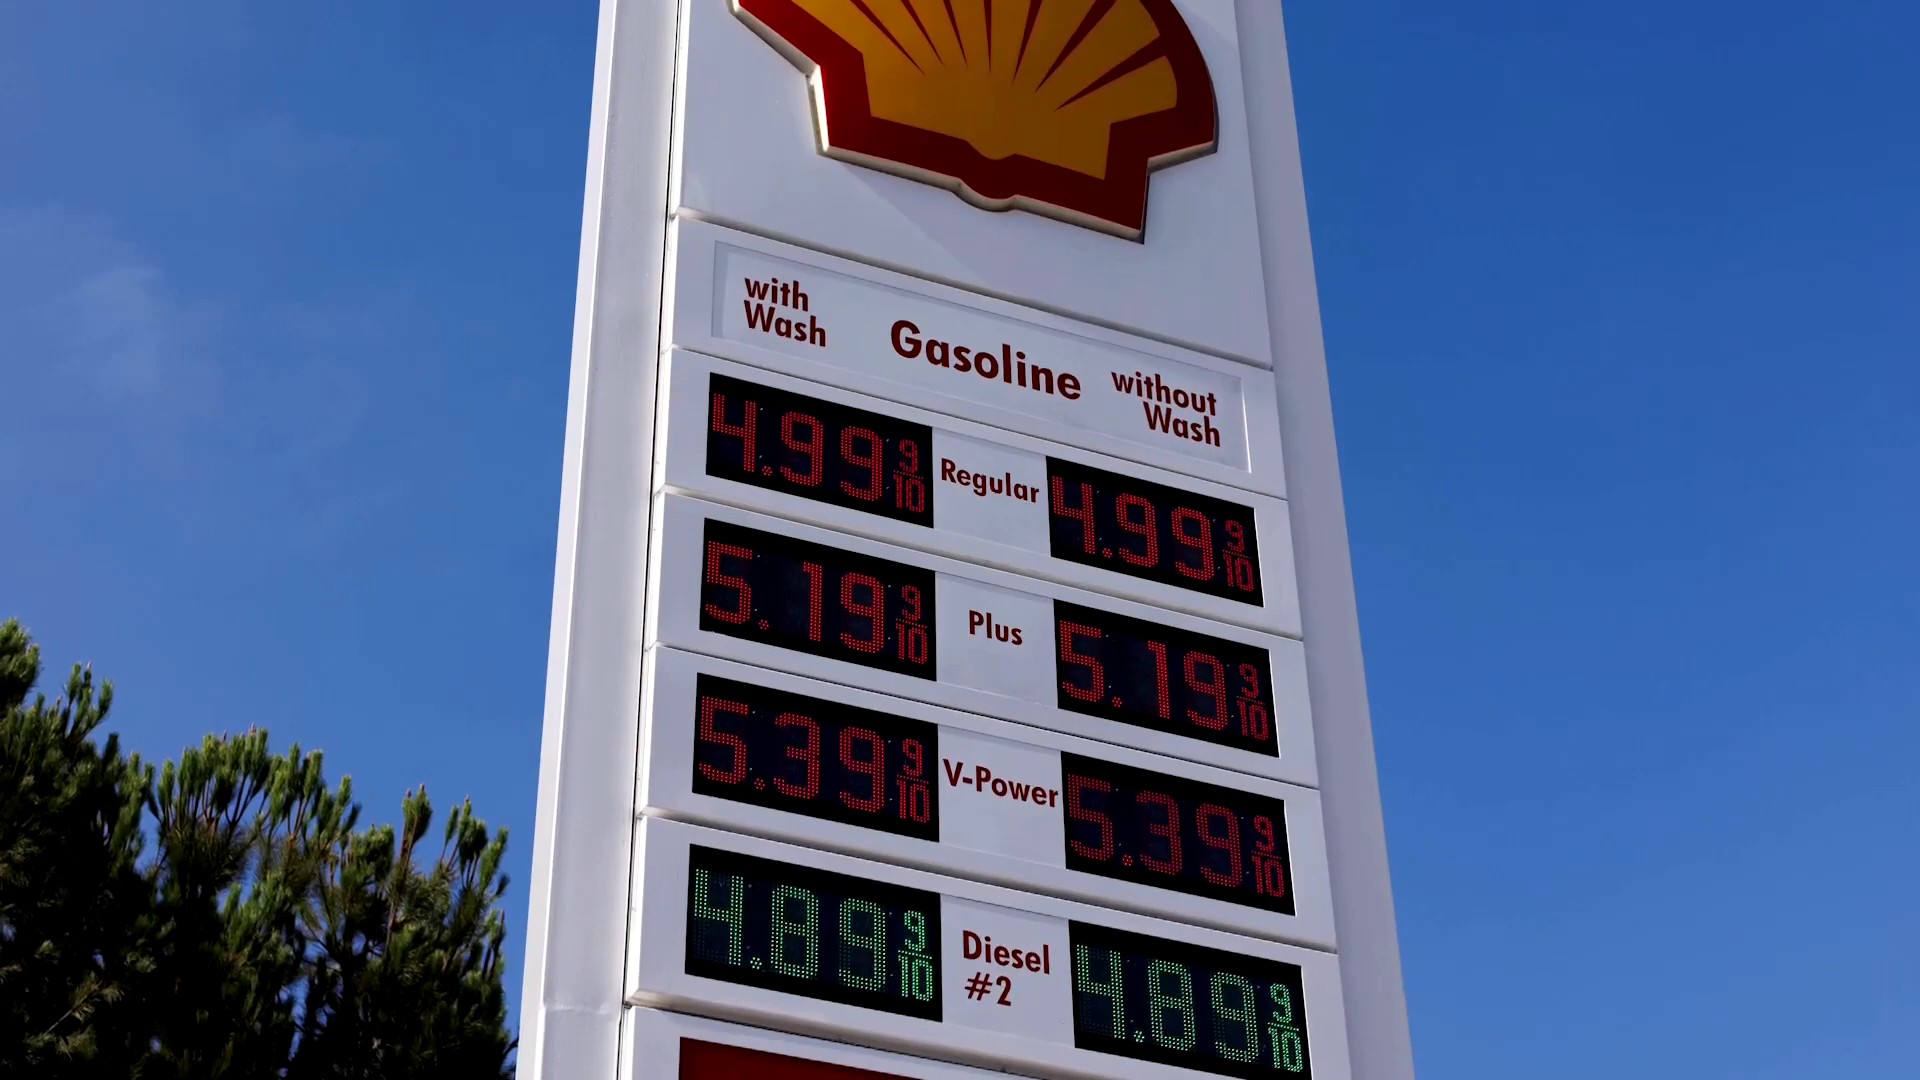 with
Wash
Gasoline
without
Wash
4.99 9/10 Regular 4.99 9/10
5.19 9/10 Plus 5.19 9/10
5.39 9/10 V-Power 5.39 9/10
4.89 9/10 Diesel #2 4.89 9/10